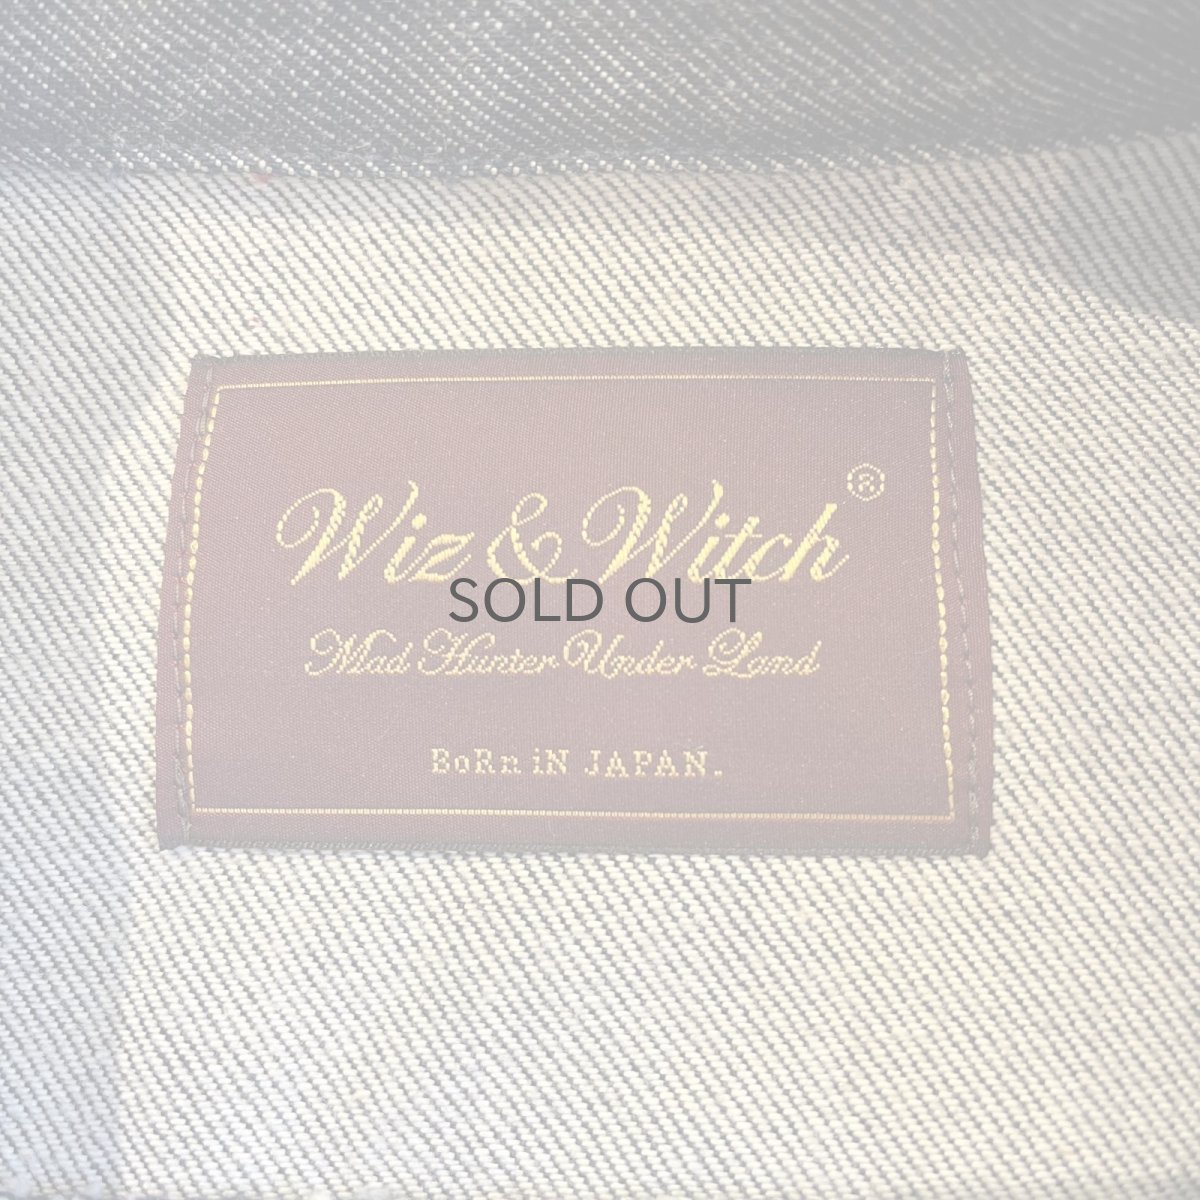 Wiz & Witch®
SOLD OUT
Mad Hunter Under Land
BoRn iN JAPAN.